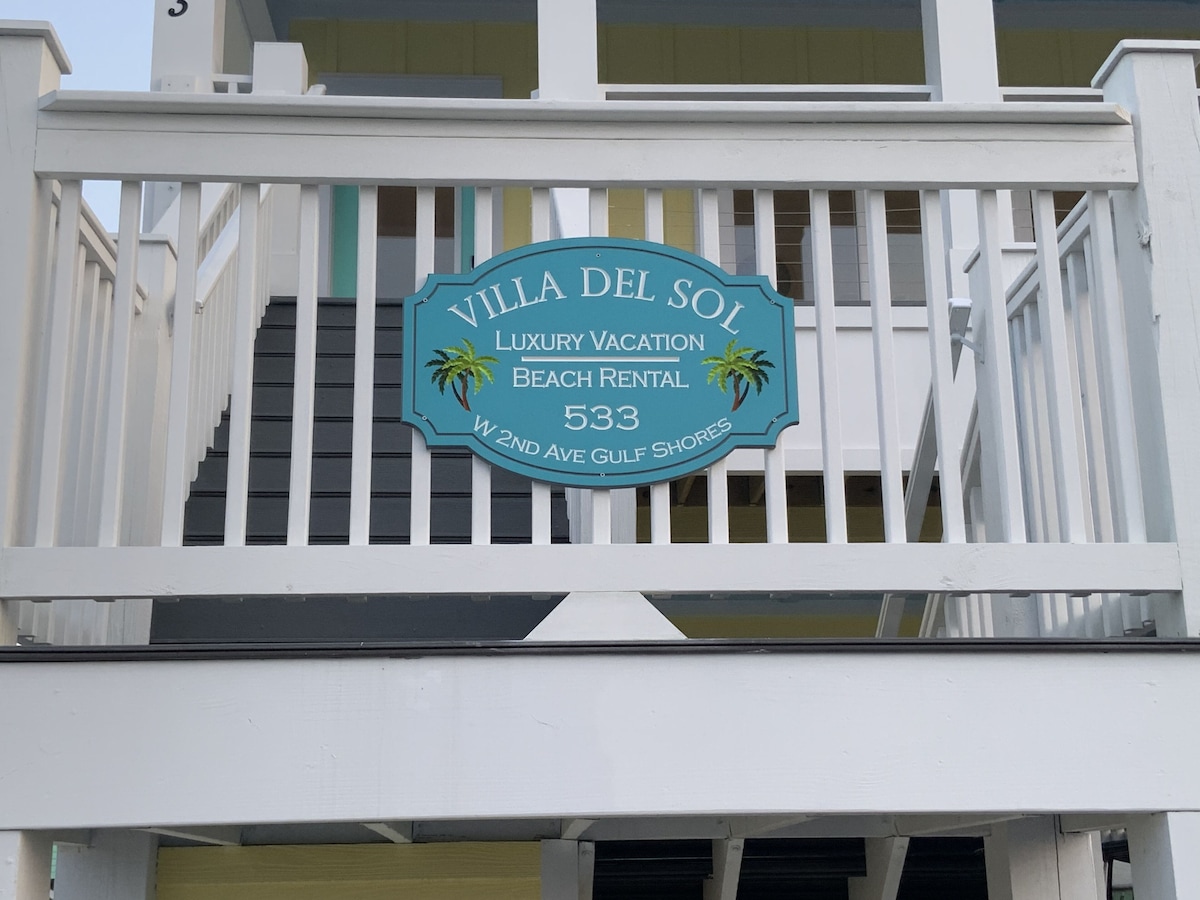 3
VILLA DEL SOL
LUXURY VACATION
BEACH RENTAL
533
W 2ND AVE GULF SHORES